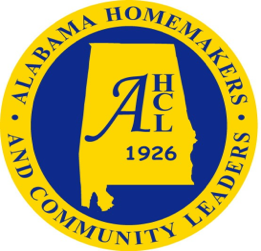 ALABAMA HOMEMAKERS
• AND COMMUNITY LEADERS •
AHCL
1926